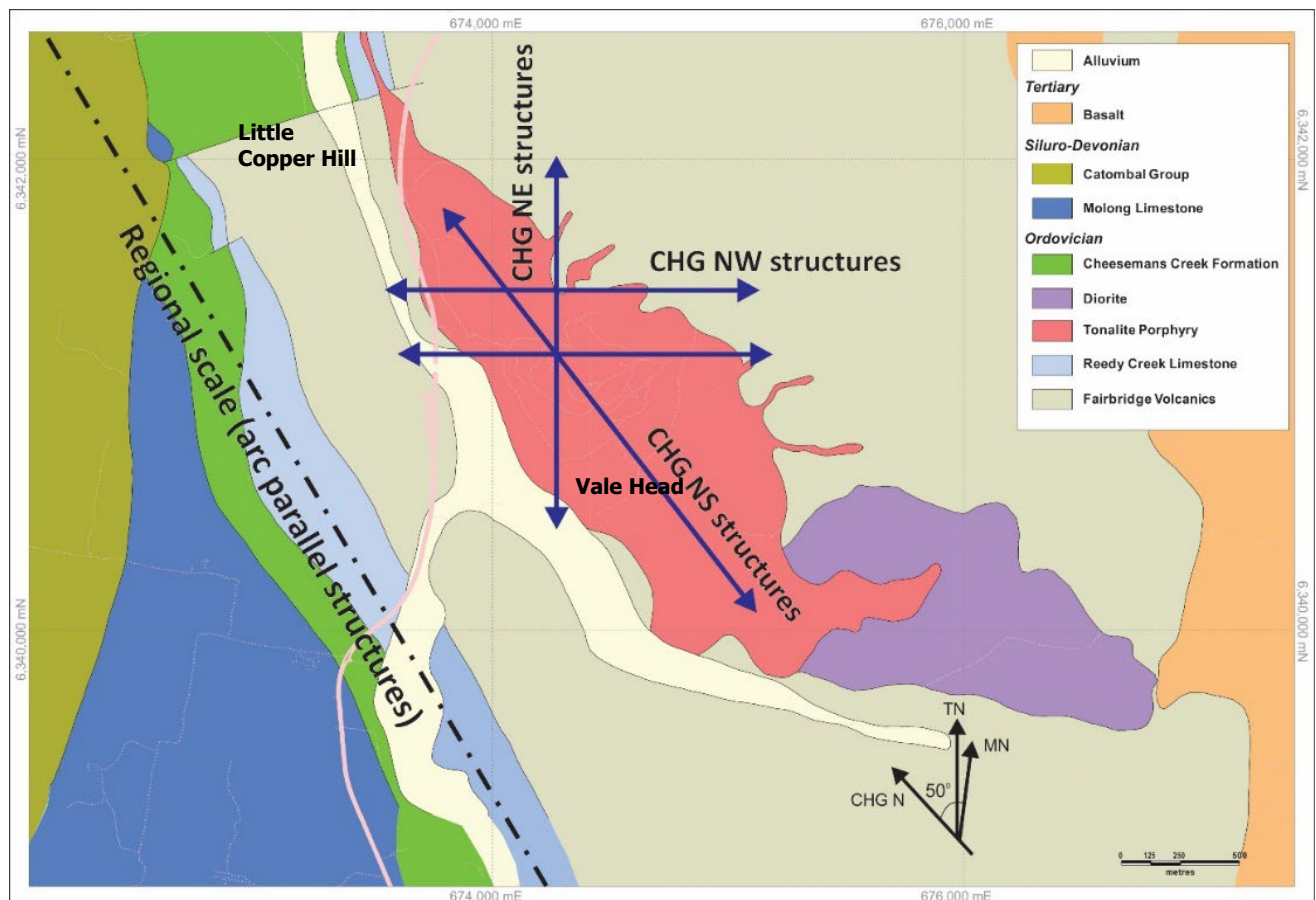 674,000 mE
676,000 mE
6,342,000 mN
6,342,000 mN
6,340,000 mN
6,340,000 mN
Little
Copper Hill
CHG NE structures
CHG NW structures
CHG NS structures
Vale Head
Regional scale (arc parallel structures)
Alluvium
Tertiary
Basalt
Siluro-Devonian
Catombal Group
Molong Limestone
Ordovician
Cheesemans Creek Formation
Diorite
Tonalite Porphyry
Reedy Creek Limestone
Fairbridge Volcanics
TN
MN
CHG N
50°
0 125 250 500
metres
674,000 mE
676,000 mE